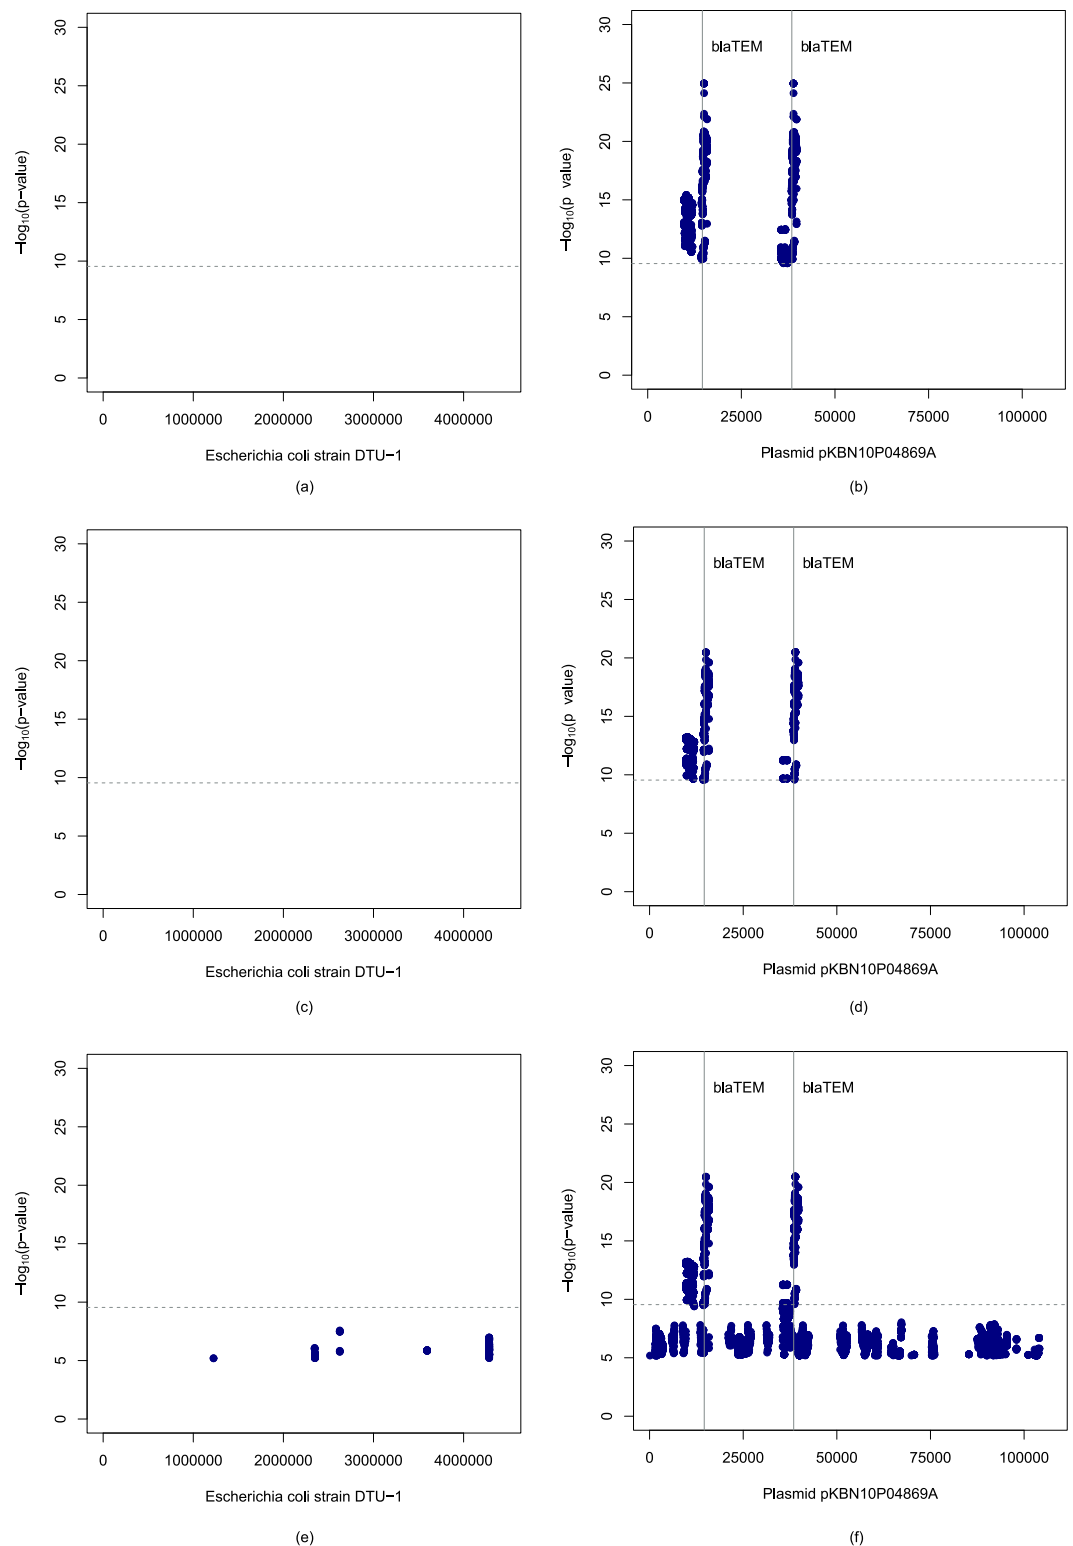 30
25
20
15
10
5
0
−log10(p−value)
0 1000000 2000000 3000000 4000000
Escherichia coli strain DTU−1
(a)
blaTEM blaTEM
30
25
20
15
10
5
0
−log10(p value)
0 25000 50000 75000 100000
Plasmid pKBN10P04869A
(b)
30
25
20
15
10
5
0
−log10(p−value)
0 1000000 2000000 3000000 4000000
Escherichia coli strain DTU−1
(c)
blaTEM blaTEM
30
25
20
15
10
5
0
−log10(p value)
0 25000 50000 75000 100000
Plasmid pKBN10P04869A
(d)
30
25
20
15
10
5
0
−log10(p−value)
0 1000000 2000000 3000000 4000000
Escherichia coli strain DTU−1
(e)
blaTEM blaTEM
30
25
20
15
10
5
0
−log10(p−value)
0 25000 50000 75000 100000
Plasmid pKBN10P04869A
(f)